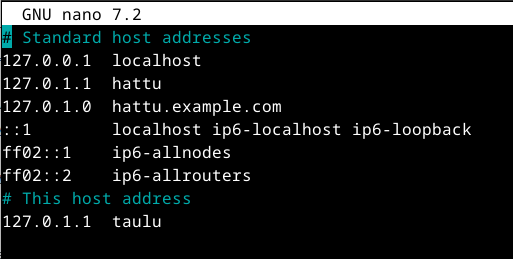 GNU nano 7.2
# Standard host addresses
127.0.0.1  localhost
127.0.1.1  hattu
127.0.1.0  hattu.example.com
::1        localhost ip6-localhost ip6-loopback
ff02::1    ip6-allnodes
ff02::2    ip6-allrouters
# This host address
127.0.1.1  taulu